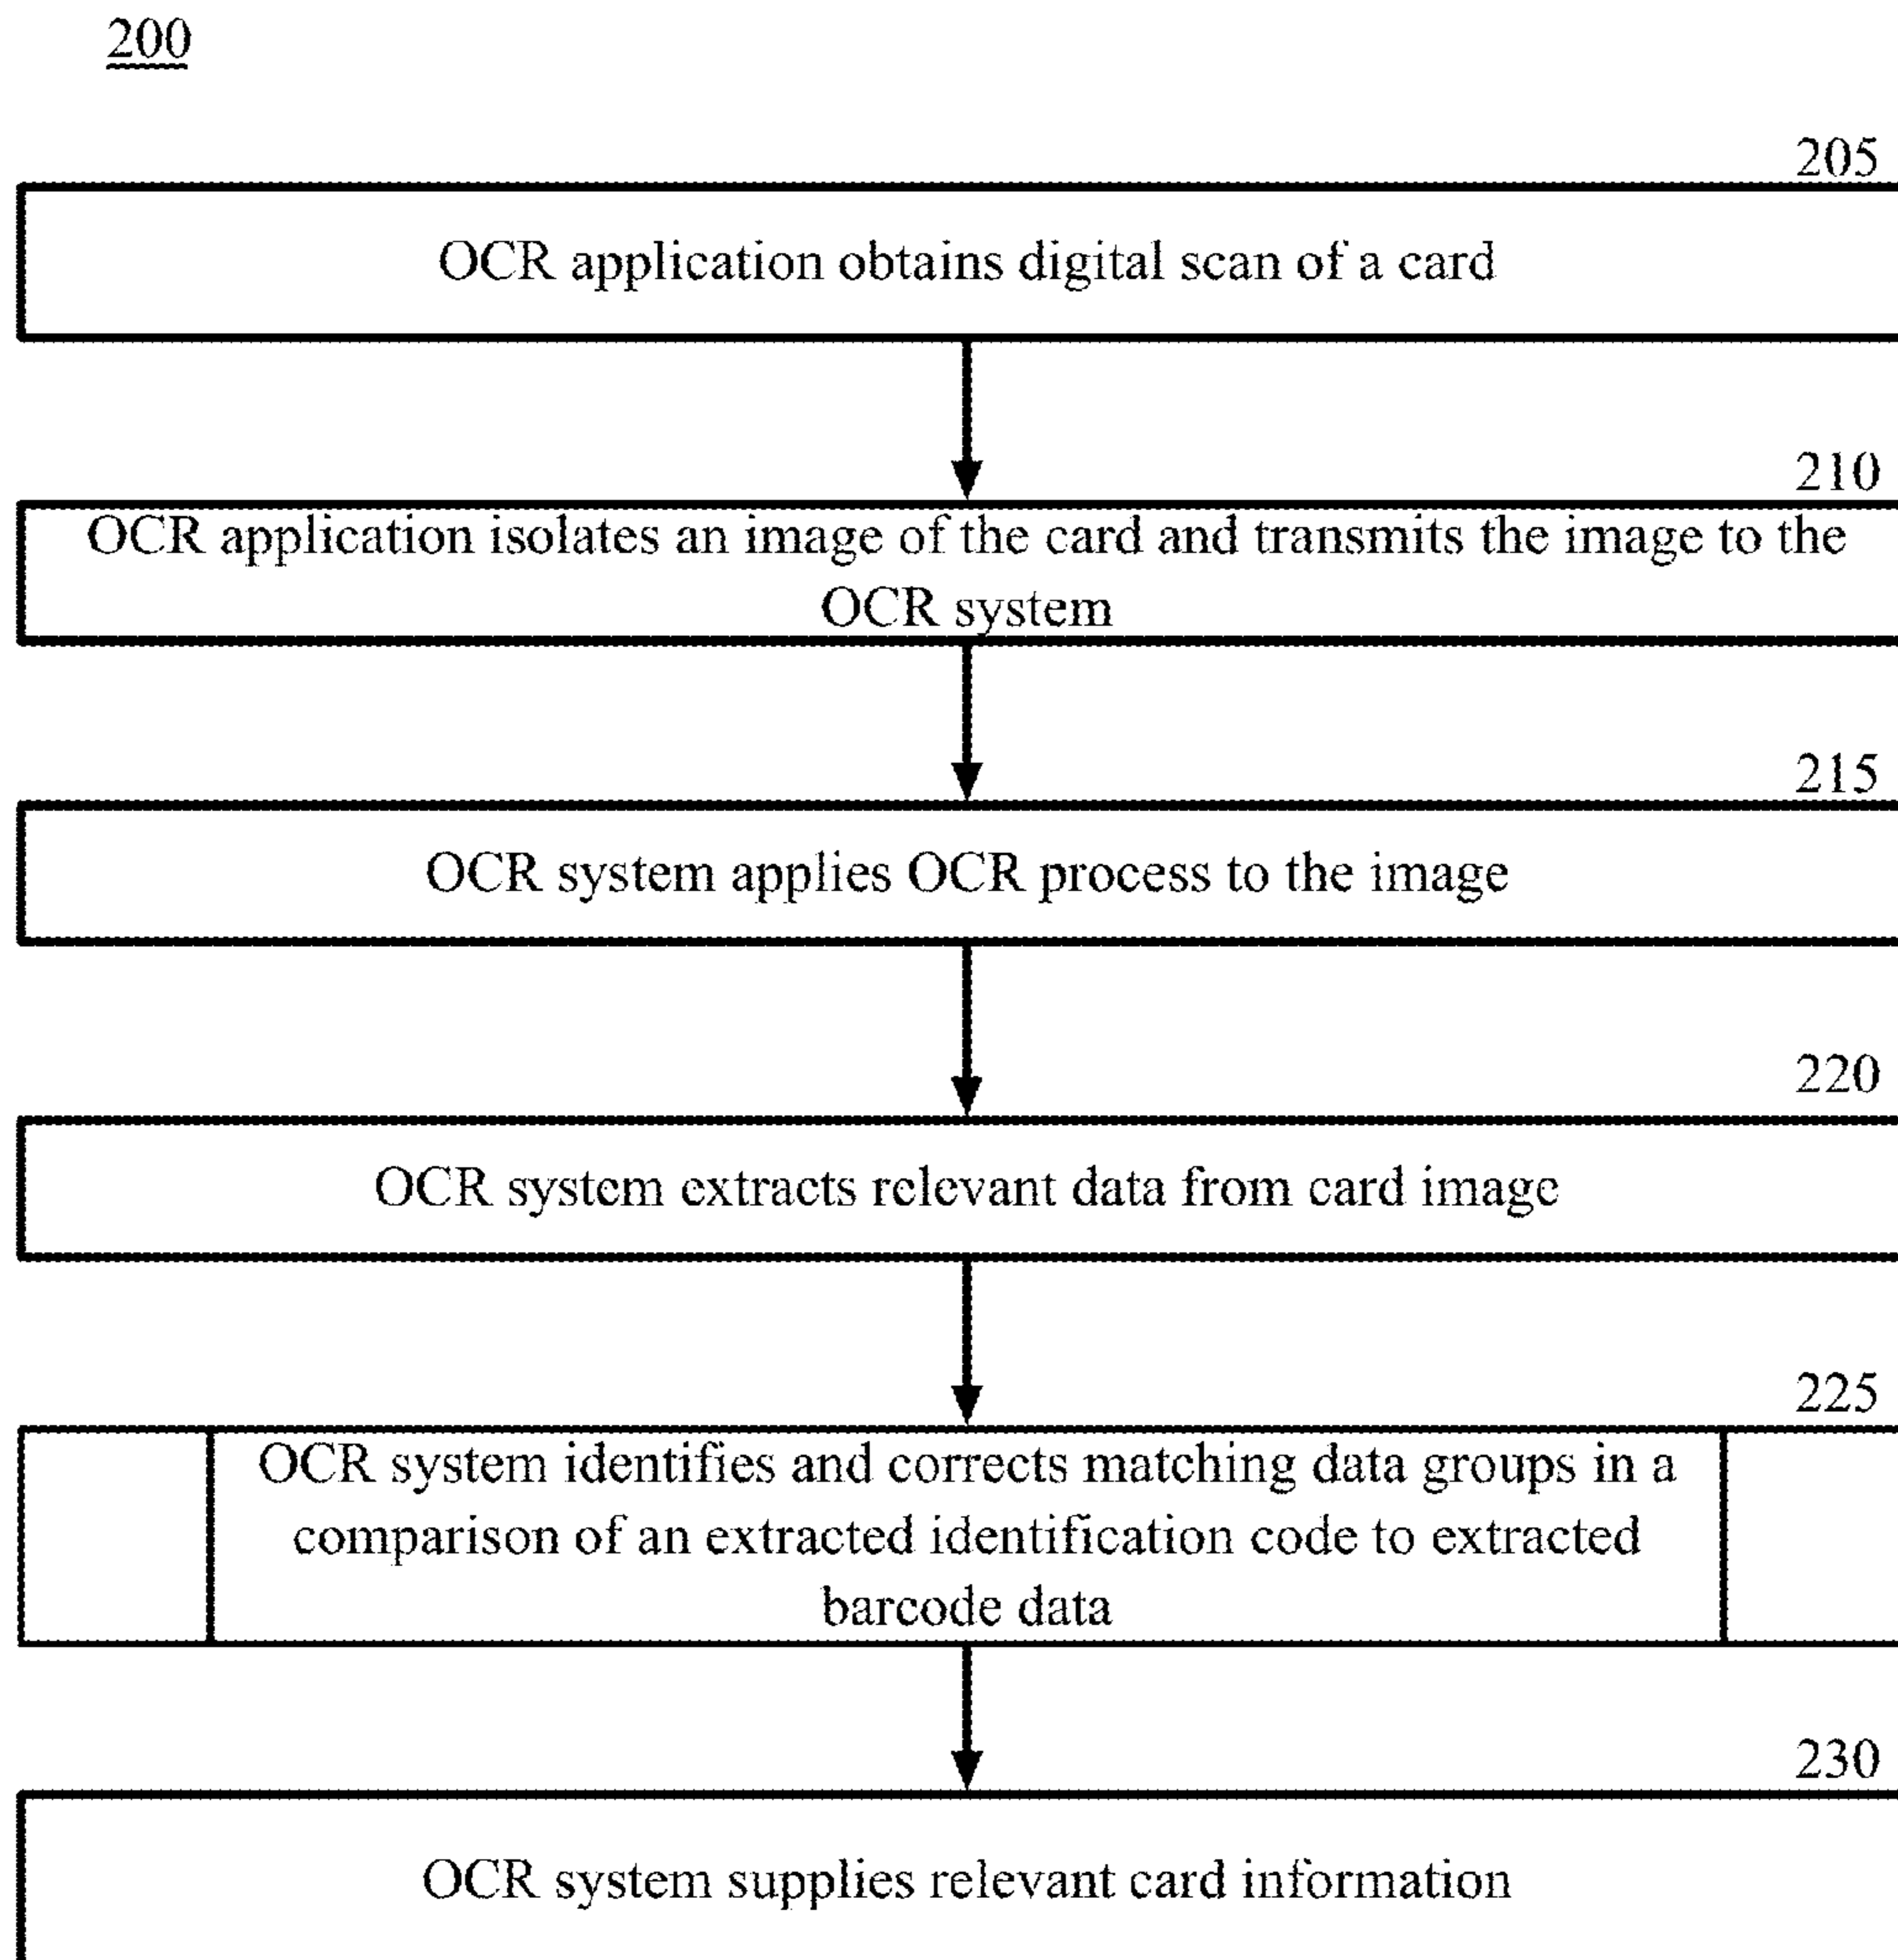 200
205
OCR application obtains digital scan of a card
210
OCR application isolates an image of the card and transmits the image to the
OCR system
215
OCR system applies OCR process to the image
220
OCR system extracts relevant data from card image
225
OCR system identifies and corrects matching data groups in a
comparison of an extracted identification code to extracted
barcode data
230
OCR system supplies relevant card information